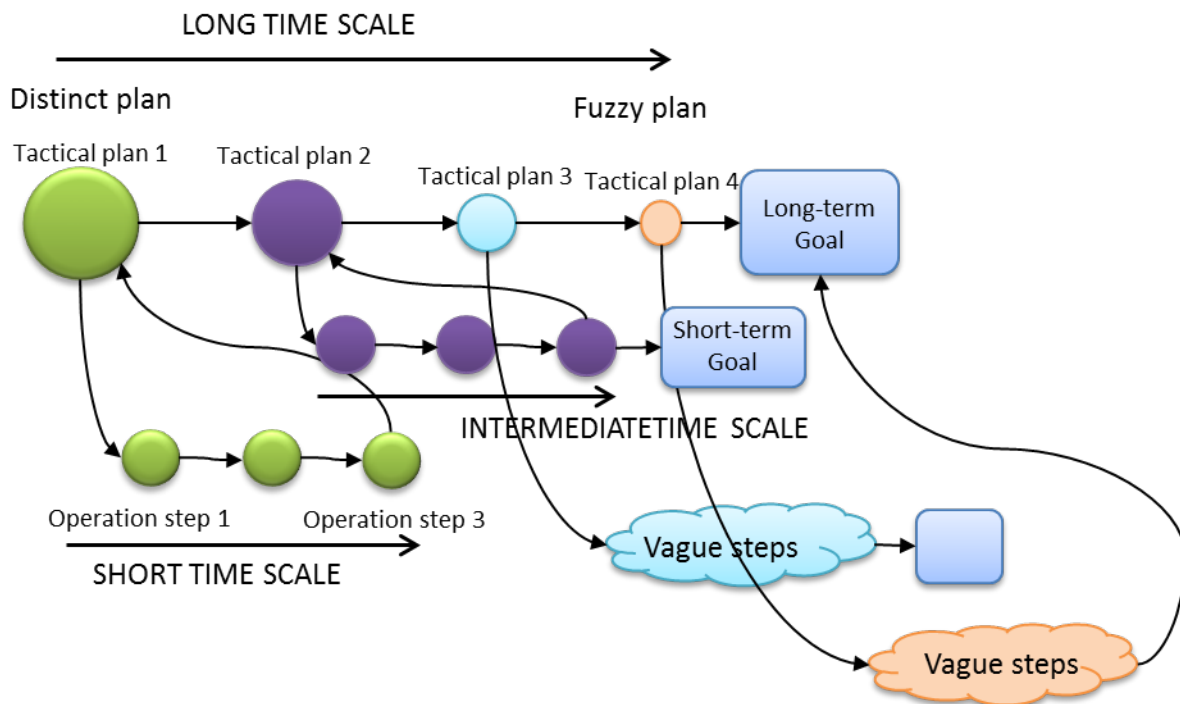 LONG TIME SCALE
Distinct plan
Fuzzy plan
Tactical plan 1
Tactical plan 2
Tactical plan 3
Tactical plan 4
Long-term
Goal
Short-term
Goal
INTERMEDIATETIME SCALE
Operation step 1
Operation step 3
SHORT TIME SCALE
Vague steps
Vague steps